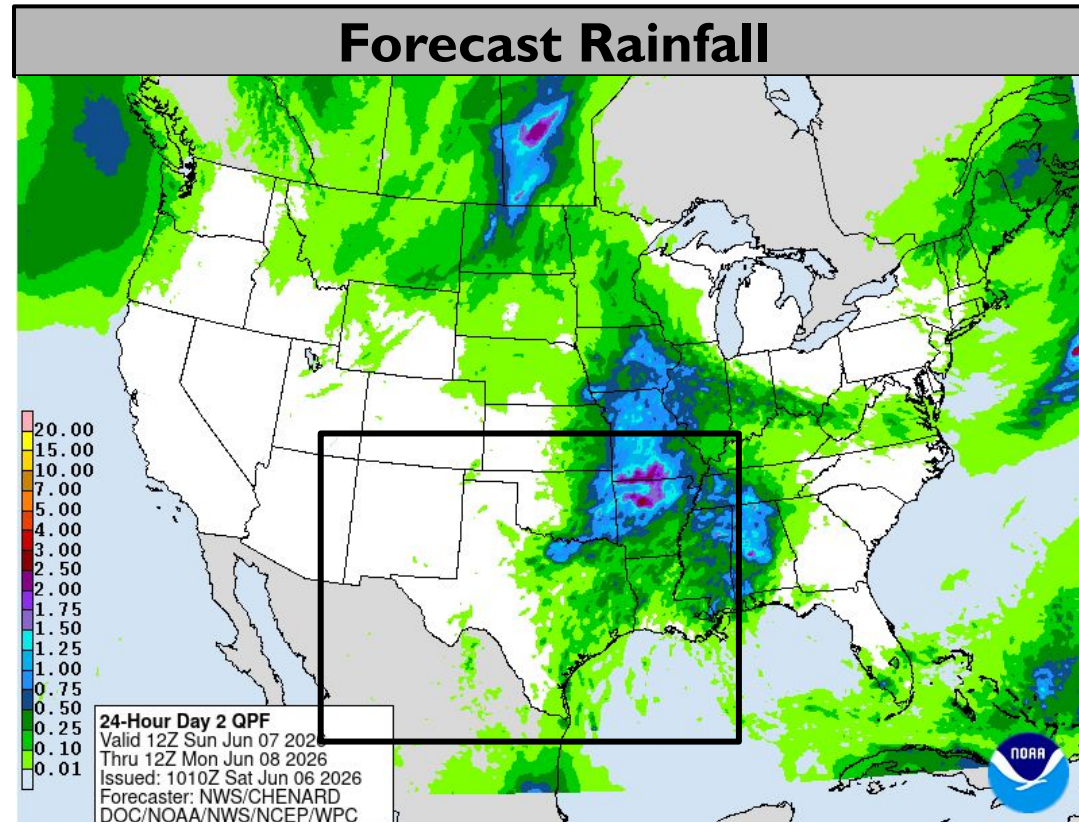 Forecast Rainfall
20.00
15.00
10.00
7.00
5.00
4.00
3.00
2.50
2.00
1.75
1.50
1.25
1.00
0.75
0.50
0.25
0.10
0.01
24-Hour Day 2 QPF
Valid 12Z Sun Jun 07 2026
Thru 12Z Mon Jun 08 2026
Issued: 1010Z Sat Jun 06 2026
Forecaster: NWS/CHENARD
DOC/NOAA/NWS/NCEP/WPC
NOAA